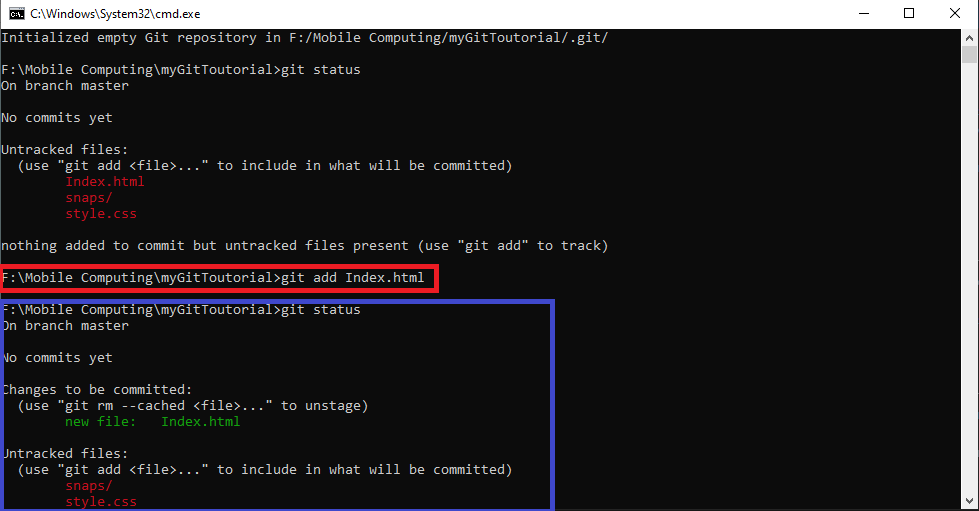 C:\Windows\System32\cmd.exe
Initialized empty Git repository in F:/Mobile Computing/myGitToutorial/.git/
F:\Mobile Computing\myGitToutorial>git status
On branch master
No commits yet
Untracked files:
(use "git add <file>..." to include in what will be committed)
Index.html
snaps/
style.css
nothing added to commit but untracked files present (use "git add" to track)
F:\Mobile Computing\myGitToutorial>git add Index.html
F:\Mobile Computing\myGitToutorial>git status
On branch master
No commits yet
Changes to be committed:
(use "git rm --cached <file>..." to unstage)
new file:   Index.html
Untracked files:
(use "git add <file>..." to include in what will be committed)
snaps/
style.css